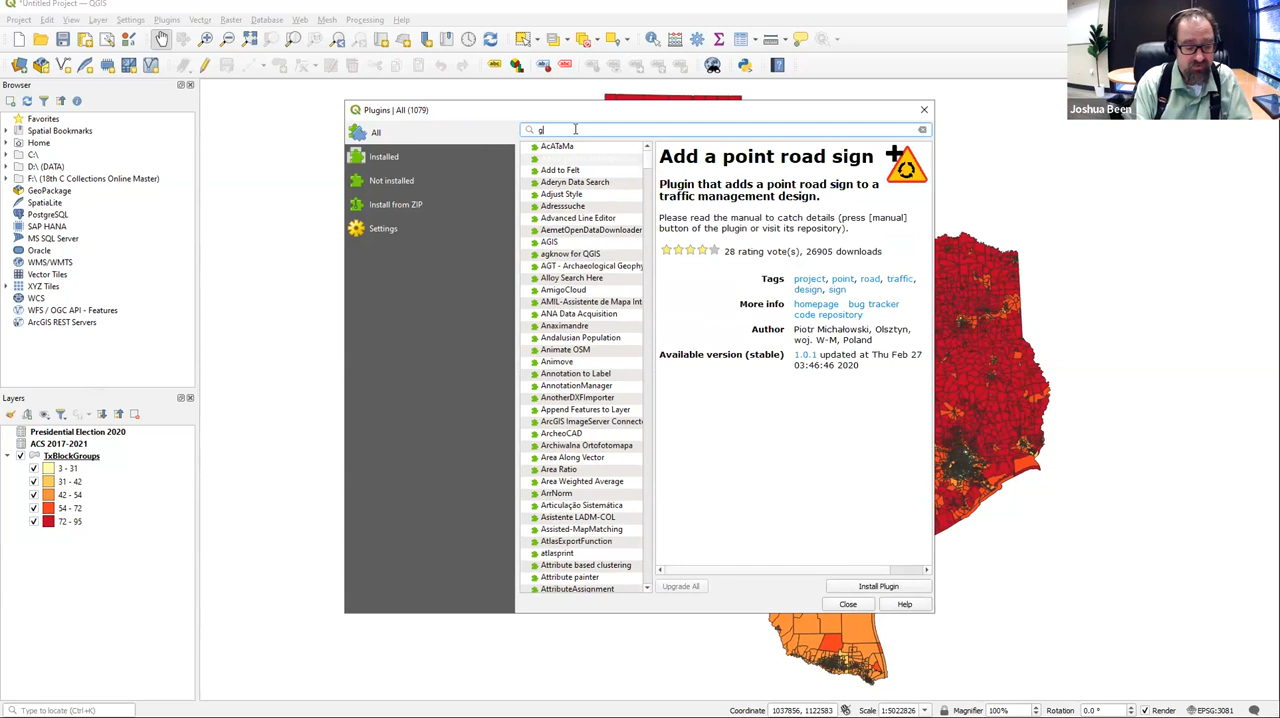 *Untitled Project — QGIS
Project Edit View Layer Settings Plugins Vector Raster Database Web Mesh Processing Help
Joshua Been
Browser
Favorites
Spatial Bookmarks
Home
C:\
D:\ (DATA)
F:\ (18th C Collections Online Master)
GeoPackage
SpatiaLite
PostgreSQL
SAP HANA
MS SQL Server
Oracle
WMS/WMTS
Vector Tiles
XYZ Tiles
WCS
WFS / OGC API - Features
ArcGIS REST Servers
Layers
Presidential Election 2020
ACS 2017-2021
TxBlockGroups
3 - 31
31 - 42
42 - 54
54 - 72
72 - 95
Plugins | All (1079)
All
Installed
Not installed
Install from ZIP
Settings
g
AcATaMa
Add to Felt
Aderyn Data Search
Adjust Style
Adresssuche
Advanced Line Editor
AemetOpenDataDownloader
AGIS
agknow for QGIS
AGT - Archaeological Geophy
Alloy Search Here
AmigoCloud
AMIL-Assistente de Mapa Int
ANA Data Acquisition
Anaximandre
Andalusian Population
Animate OSM
Animove
Annotation to Label
AnnotationManager
AnotherDXFImporter
Append Features to Layer
ArcGIS ImageServer Connecto
ArcheoCAD
Archiwalna Ortofotomapa
Area Along Vector
Area Ratio
Area Weighted Average
ArrNorm
Articulação Sistemática
Asistente LADM-COL
Assisted-MapMatching
AtlasExportFunction
atlasprint
Attribute based clustering
Attribute painter
AttributeAssignment
Add a point road sign
Plugin that adds a point road sign to a
traffic management design.
Please read the manual to catch details (press [manual]
button of the plugin or visit its repository).
28 rating vote(s), 26905 downloads
Tags project, point, road, traffic,
design, sign
More info homepage bug tracker
code repository
Author Piotr Michałowski, Olsztyn,
woj. W-M, Poland
Available version (stable) 1.0.1 updated at Thu Feb 27
03:46:46 2020
Upgrade All Install Plugin
Close Help
Type to locate (Ctrl+K) Coordinate 1037856, 1122583 Scale 1:5022826 Magnifier 100% Rotation 0.0 ° Render EPSG:3081